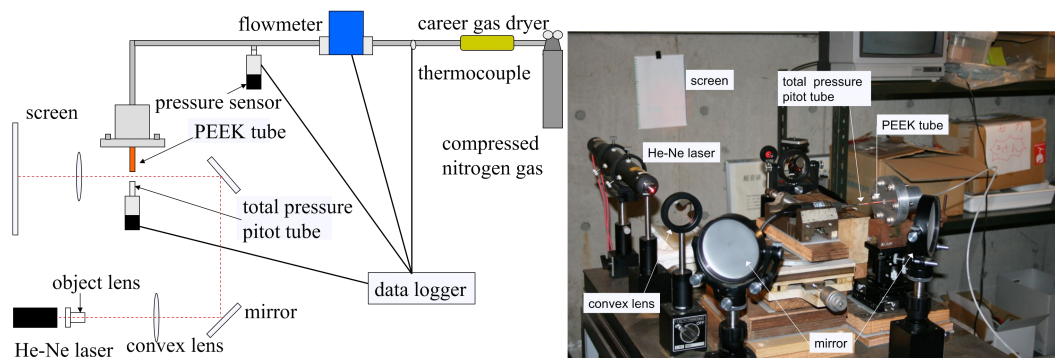 flowmeter
career gas dryer
thermocouple
pressure sensor
screen
PEEK tube
compressed
nitrogen gas
total pressure
pitot tube
object lens
data logger
mirror
He-Ne laser
convex lens
screen
total pressure
pitot tube
PEEK tube
He-Ne laser
convex lens
mirror